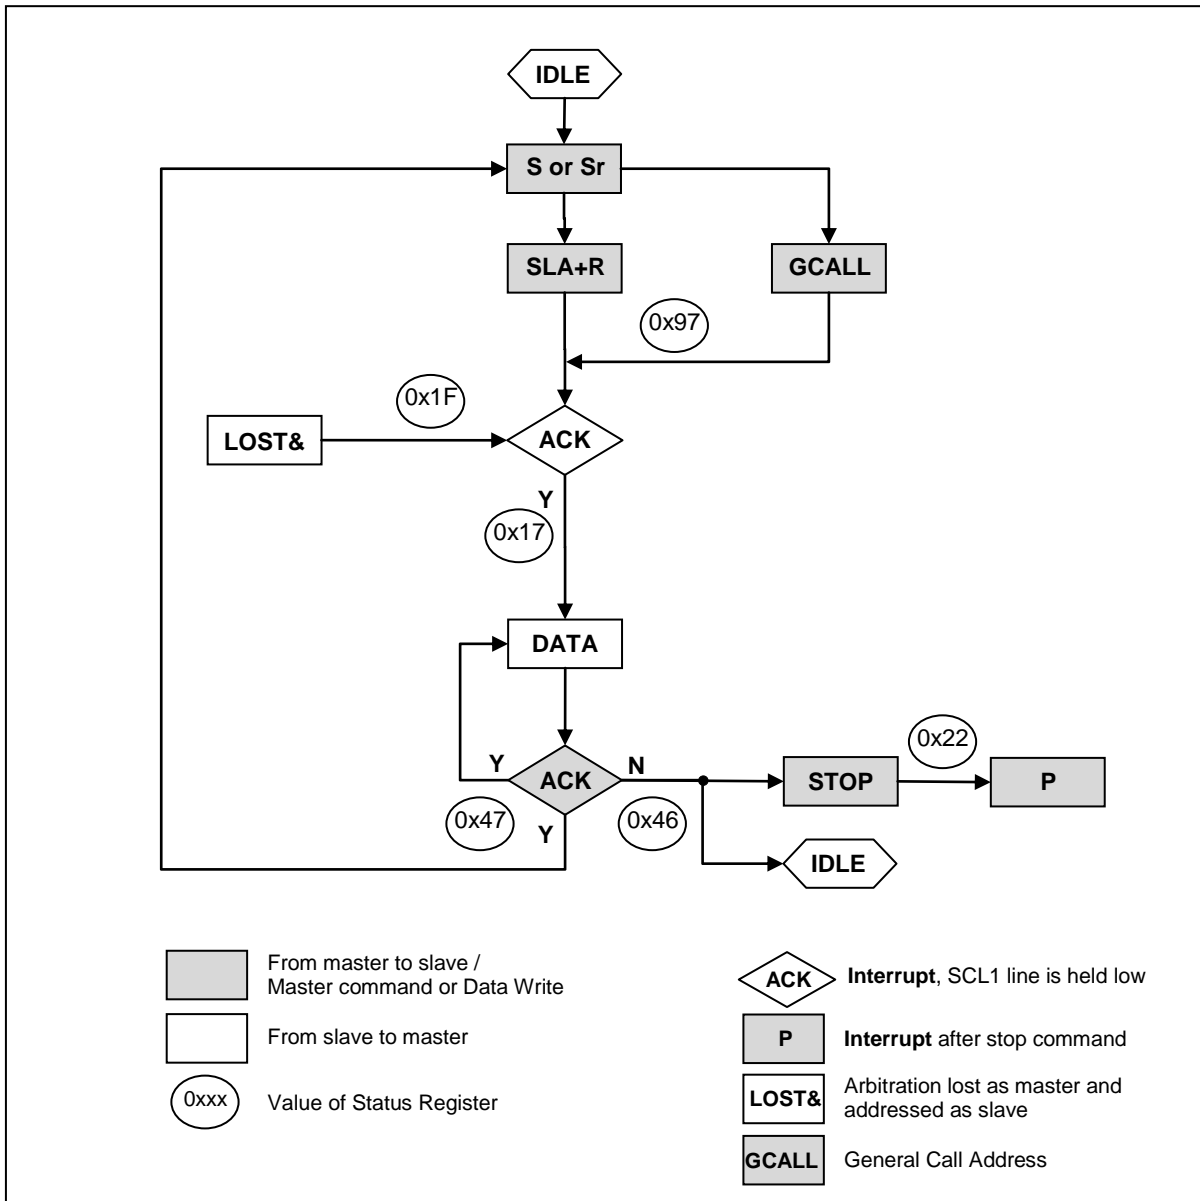 IDLE
S or Sr
SLA+R
GCALL
0x97
0x1F
LOST&
ACK
Y
0x17
DATA
0x22
Y
ACK
N
STOP
P
0x47
Y
0x46
IDLE
From master to slave /
Master command or Data Write
From slave to master
0xxx
Value of Status Register
ACK
Interrupt, SCL1 line is held low
P
Interrupt after stop command
LOST&
Arbitration lost as master and
addressed as slave
GCALL
General Call Address